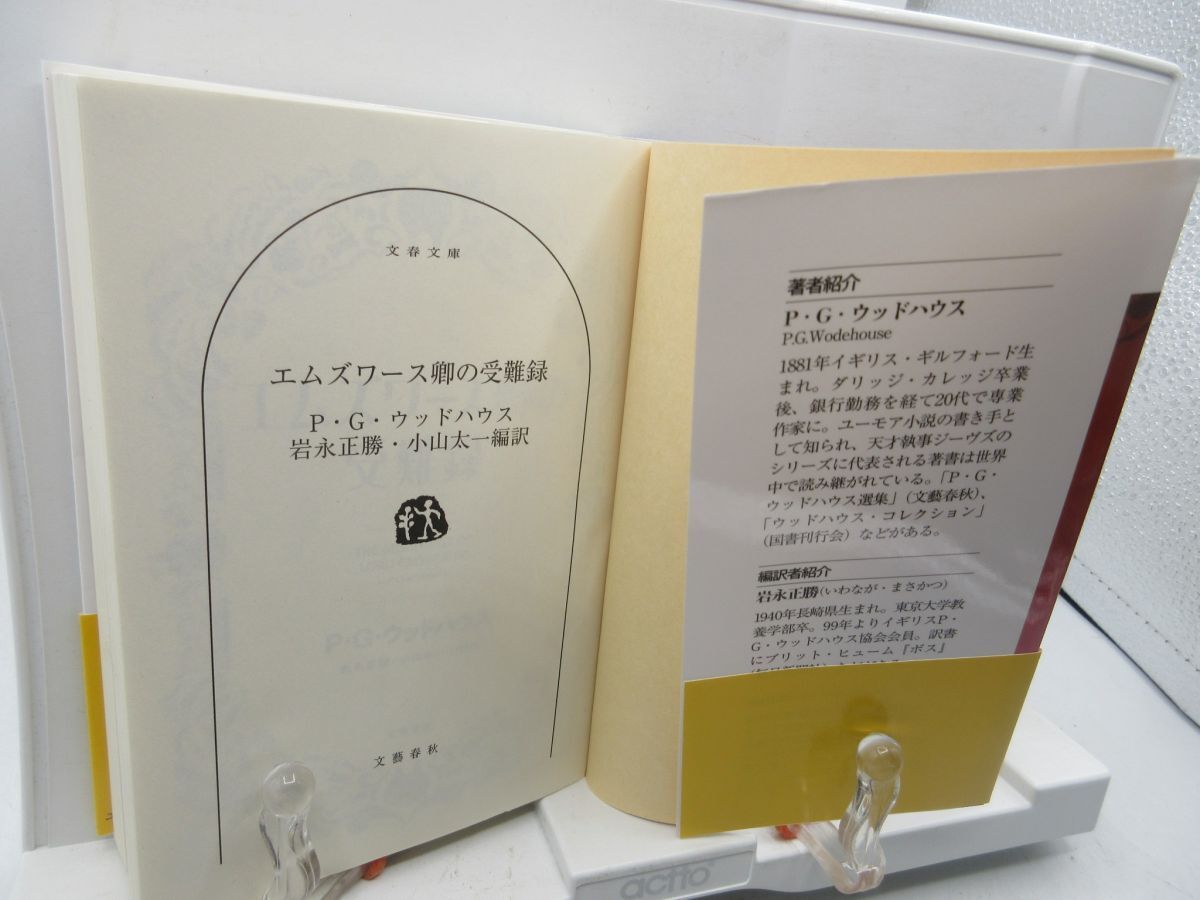 文春文庫
エムズワース卿の受難録
P・G・ウッドハウス
岩永正勝・小山太一編訳
文藝春秋
著者紹介
P・G・ウッドハウス
P.G.Wodehouse
1881年イギリス・ギルフォード生
まれ。ダリッジ・カレッジ卒業
後、銀行勤務を経て20代で専業
作家に。ユーモア小説の書き手と
して知られ、天才執事ジーヴズの
シリーズに代表される著書は世界
中で読み継がれている。「P・G・
ウッドハウス選集」（文藝春秋）、
「ウッドハウス・コレクション」
（国書刊行会）などがある。
編訳者紹介
岩永正勝（いわなが・まさかつ）
1940年長崎県生まれ。東京大学教
養学部卒。99年よりイギリスP・
G・ウッドハウス協会会員。訳書
にブリット・ヒューム『ボス』
actto